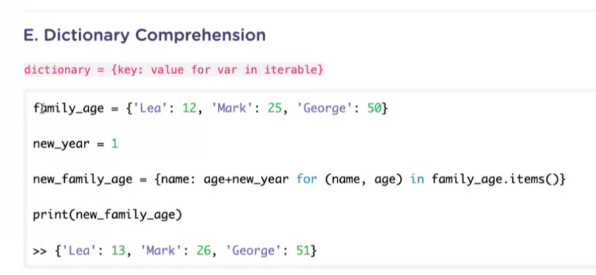 E. Dictionary Comprehension
dictionary = {key: value for var in iterable}
family_age = {'Lea': 12, 'Mark': 25, 'George': 50}
new_year = 1
new_family_age = {name: age+new_year for (name, age) in family_age.items()}
print(new_family_age)
>> {'Lea': 13, 'Mark': 26, 'George': 51}